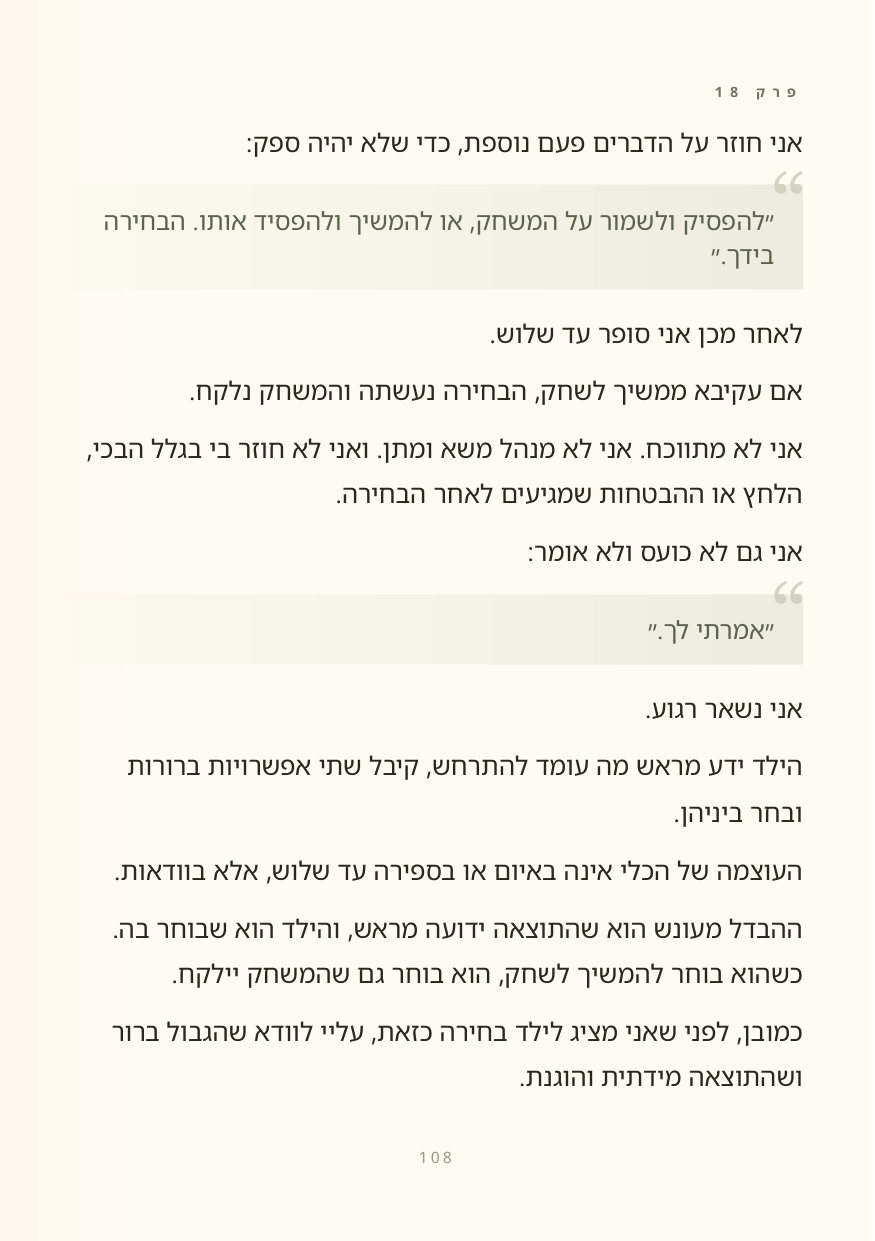 פרק 18
אני חוזר על הדברים פעם נוספת, כדי שלא יהיה ספק:
“
״להפסיק ולשמור על המשחק, או להמשיך ולהפסיד אותו. הבחירה
בידך.״
לאחר מכן אני סופר עד שלוש.
אם עקיבא ממשיך לשחק, הבחירה נעשתה והמשחק נלקח.
אני לא מתווכח. אני לא מנהל משא ומתן. ואני לא חוזר בי בגלל הבכי,
הלחץ או ההבטחות שמגיעים לאחר הבחירה.
אני גם לא כועס ולא אומר:
“
״אמרתי לך.״
אני נשאר רגוע.
הילד ידע מראש מה עומד להתרחש, קיבל שתי אפשרויות ברורות
ובחר ביניהן.
העוצמה של הכלי אינה באיום או בספירה עד שלוש, אלא בוודאות.
ההבדל מעונש הוא שהתוצאה ידועה מראש, והילד הוא שבוחר בה.
כשהוא בוחר להמשיך לשחק, הוא בוחר גם שהמשחק יילקח.
כמובן, לפני שאני מציג לילד בחירה כזאת, עליי לוודא שהגבול ברור
ושהתוצאה מידתית והוגנת.
108